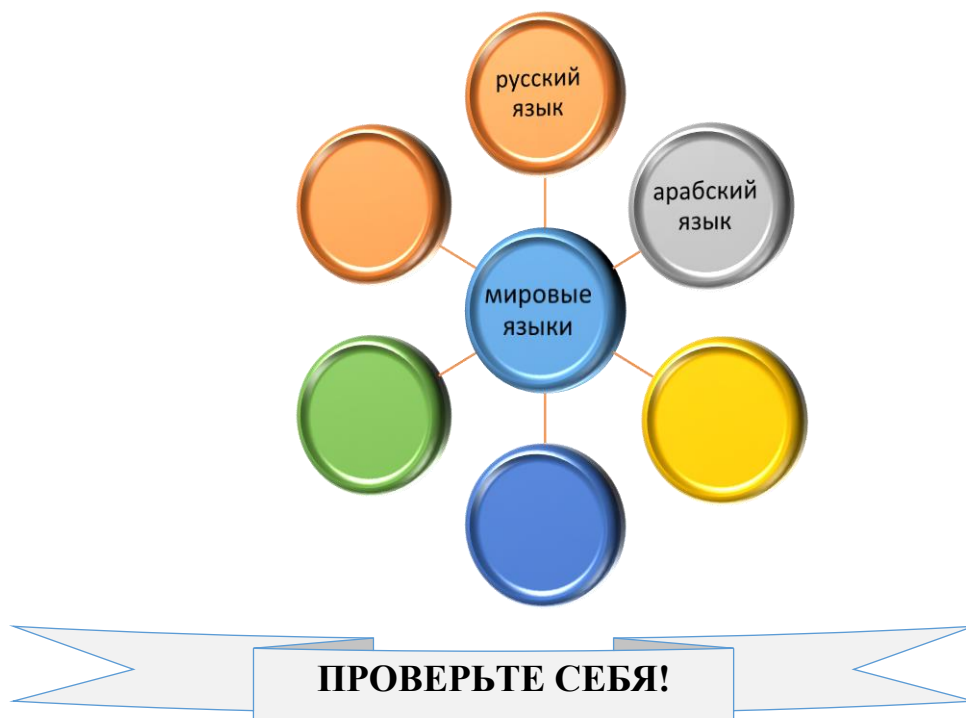 русский
язык
арабский
язык
мировые
языки
ПРОВЕРЬТЕ СЕБЯ!